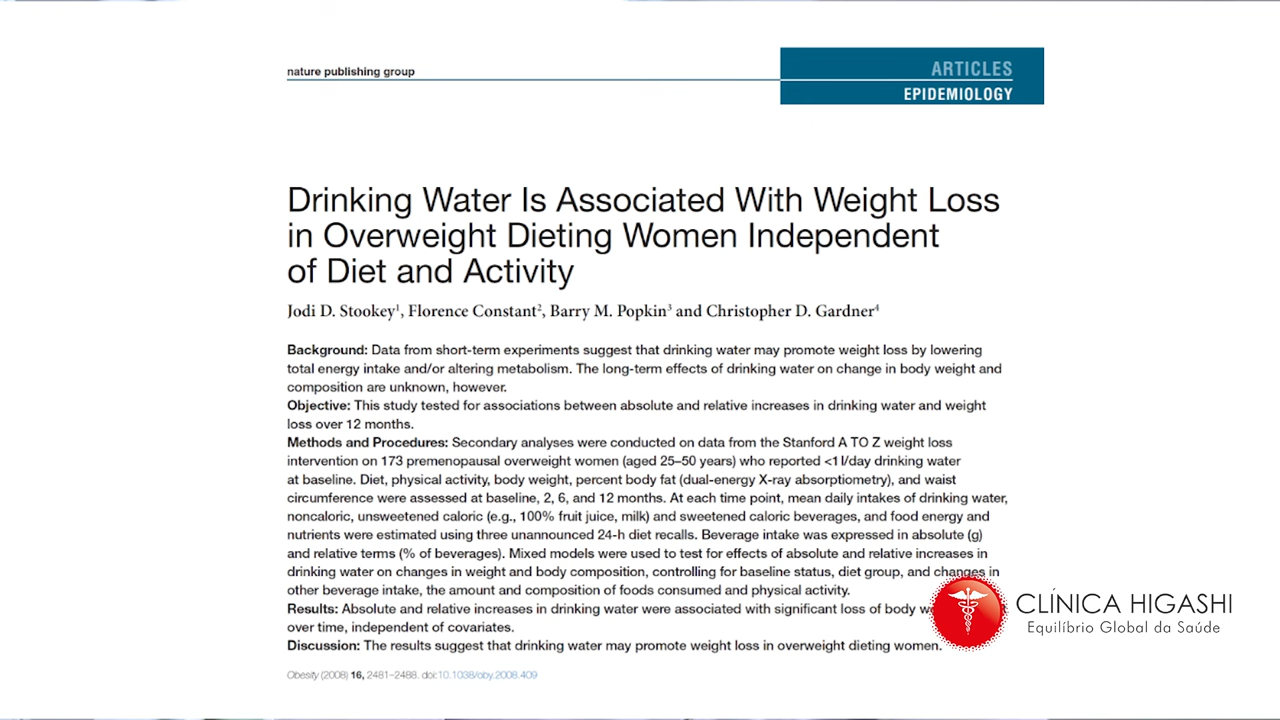 nature publishing group
ARTICLES
EPIDEMIOLOGY
Drinking Water Is Associated With Weight Loss
in Overweight Dieting Women Independent
of Diet and Activity
Jodi D. Stookey¹, Florence Constant², Barry M. Popkin³ and Christopher D. Gardner⁴
Background: Data from short-term experiments suggest that drinking water may promote weight loss by lowering
total energy intake and/or altering metabolism. The long-term effects of drinking water on change in body weight and
composition are unknown, however.
Objective: This study tested for associations between absolute and relative increases in drinking water and weight
loss over 12 months.
Methods and Procedures: Secondary analyses were conducted on data from the Stanford A TO Z weight loss
intervention on 173 premenopausal overweight women (aged 25–50 years) who reported <1 l/day drinking water
at baseline. Diet, physical activity, body weight, percent body fat (dual-energy X-ray absorptiometry), and waist
circumference were assessed at baseline, 2, 6, and 12 months. At each time point, mean daily intakes of drinking water,
noncaloric, unsweetened caloric (e.g., 100% fruit juice, milk) and sweetened caloric beverages, and food energy and
nutrients were estimated using three unannounced 24-h diet recalls. Beverage intake was expressed in absolute (g)
and relative terms (% of beverages). Mixed models were used to test for effects of absolute and relative increases in
drinking water on changes in weight and body composition, controlling for baseline status, diet group, and changes in
other beverage intake, the amount and composition of foods consumed and physical activity.
Results: Absolute and relative increases in drinking water were associated with significant loss of body
over time, independent of covariates.
Discussion: The results suggest that drinking water may promote weight loss in overweight dieting women.
Obesity (2008) 16, 2481–2488. doi:10.1038/oby.2008.409
CLÍNICA HIGASHI
Equilíbrio Global da Saúde